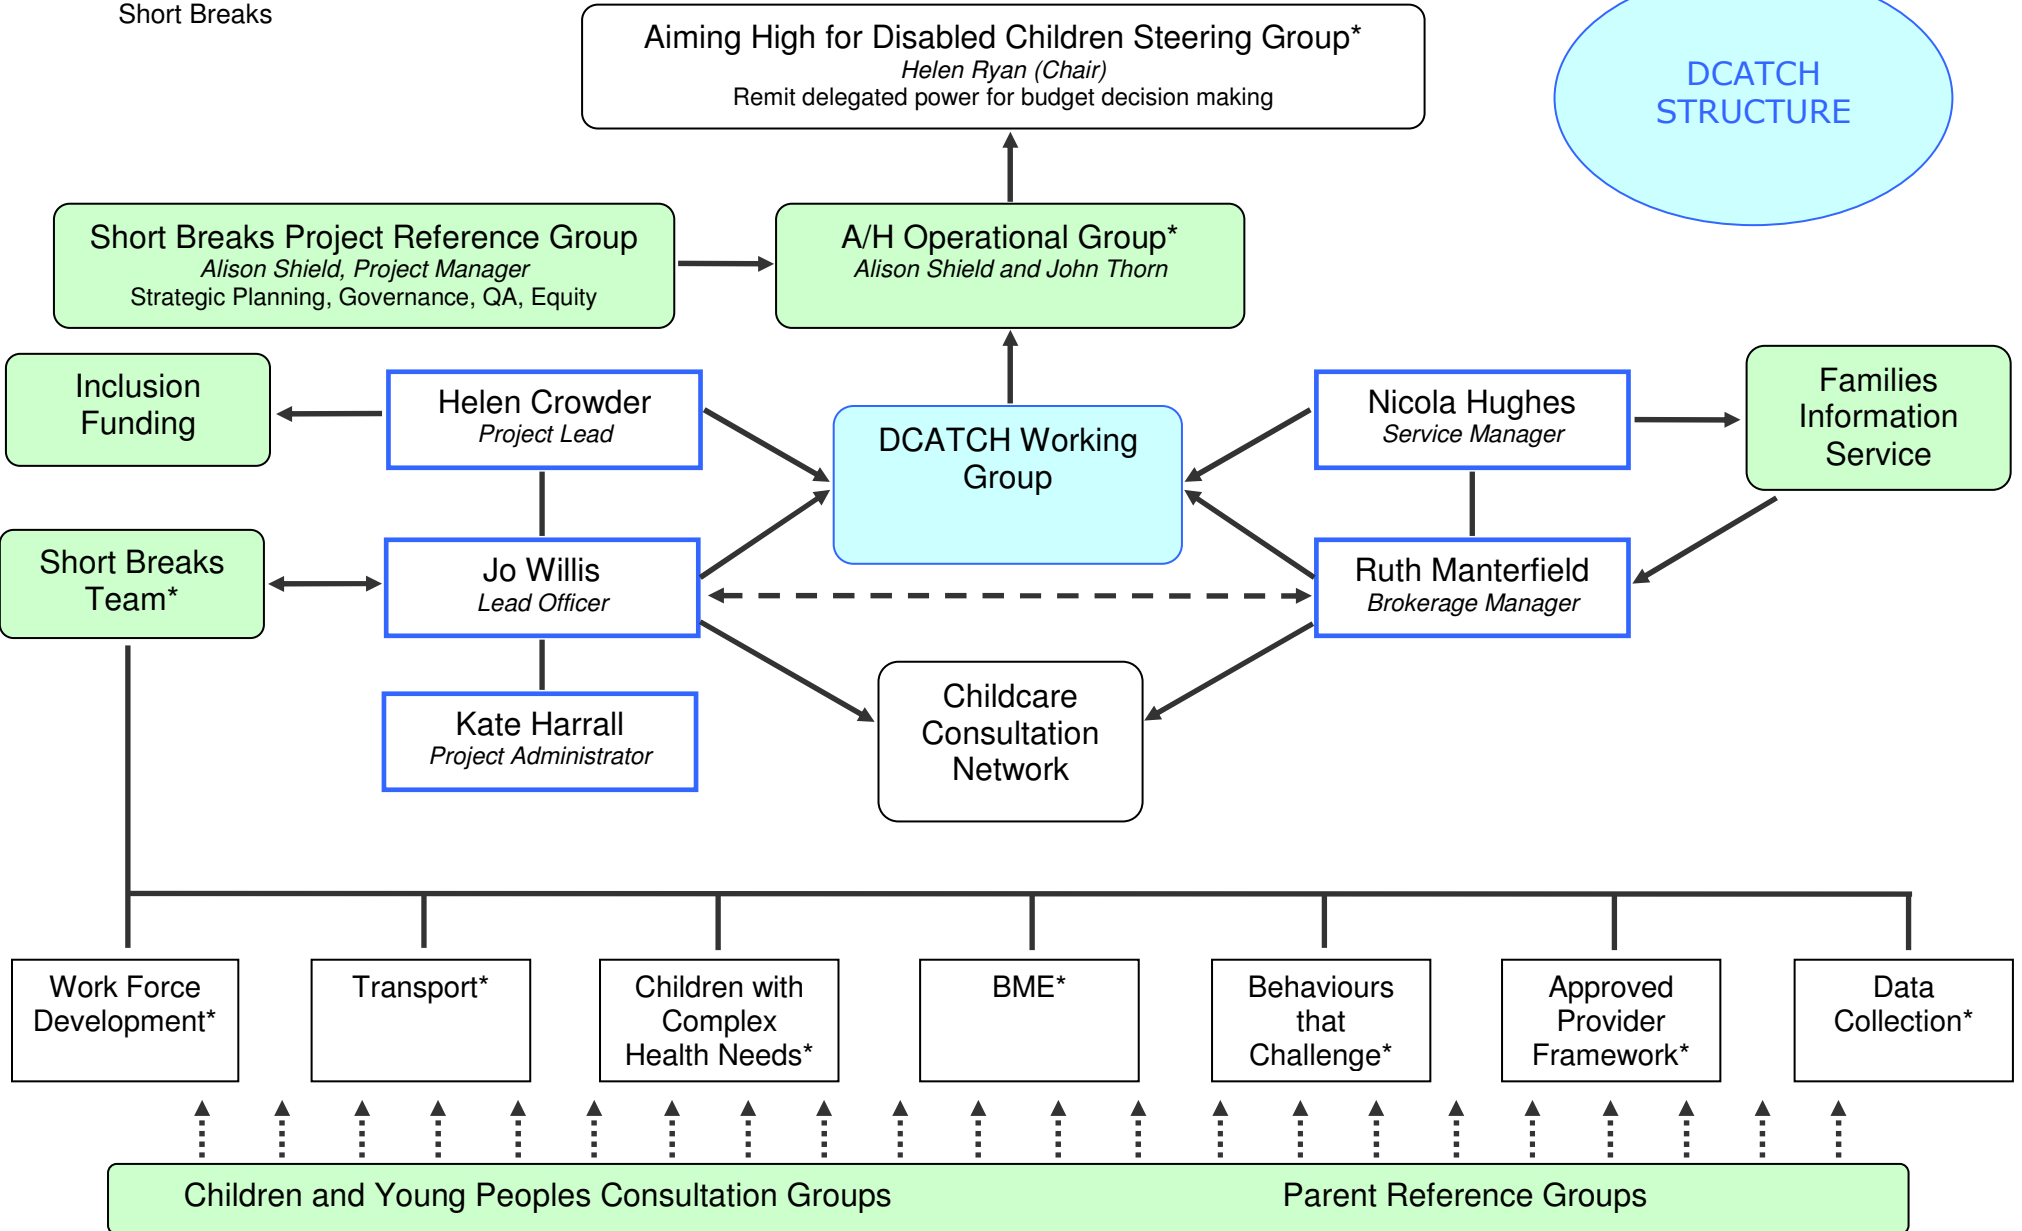 Short Breaks
Aiming High for Disabled Children Steering Group*
Helen Ryan (Chair)
Remit delegated power for budget decision making
DCATCH
STRUCTURE
Short Breaks Project Reference Group
Alison Shield, Project Manager
Strategic Planning, Governance, QA, Equity
A/H Operational Group*
Alison Shield and John Thorn
Inclusion
Funding
Helen Crowder
Project Lead
DCATCH Working
Group
Nicola Hughes
Service Manager
Families
Information
Service
Short Breaks
Team*
Jo Willis
Lead Officer
Ruth Manterfield
Brokerage Manager
Kate Harrall
Project Administrator
Childcare
Consultation
Network
Work Force
Development*
Transport*
Children with
Complex
Health Needs*
BME*
Behaviours
that
Challenge*
Approved
Provider
Framework*
Data
Collection*
Children and Young Peoples Consultation Groups
Parent Reference Groups